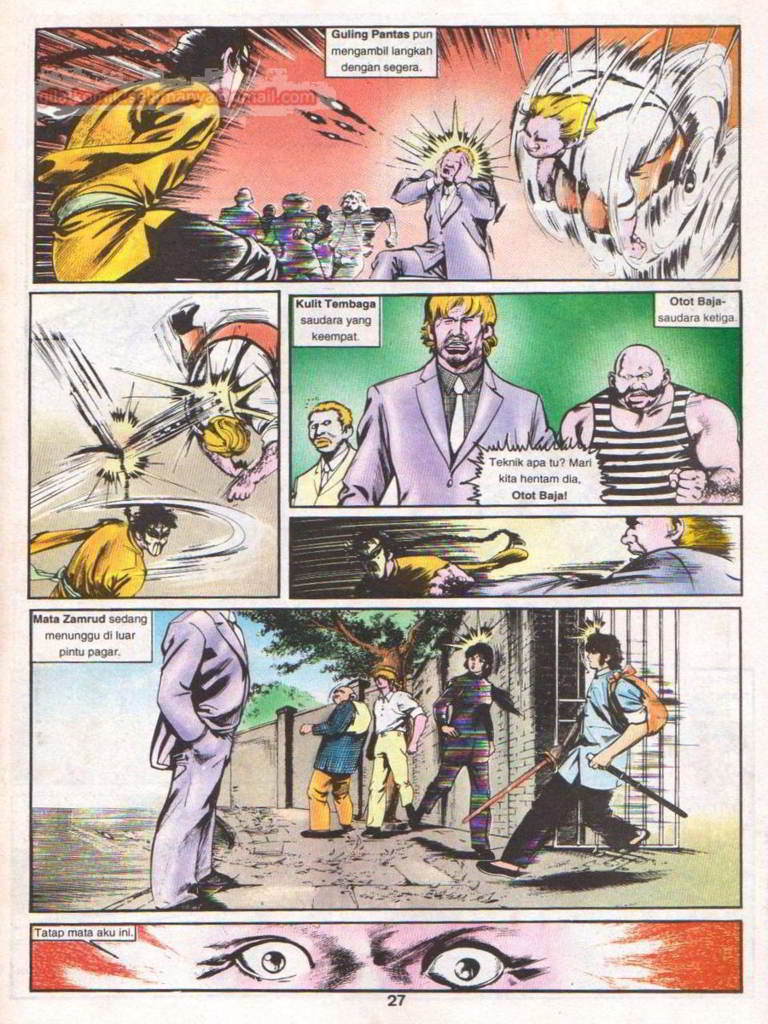 Guling Pantas pun
mengambil langkah
dengan segera.
Kulit Tembaga
saudara yang
keempat.
Otot Baja-
saudara ketiga.
Teknik apa tu? Mari
kita hentam dia,
Otot Baja!
Mata Zamrud sedang
menunggu di luar
pintu pagar.
Tatap mata aku ini.
27